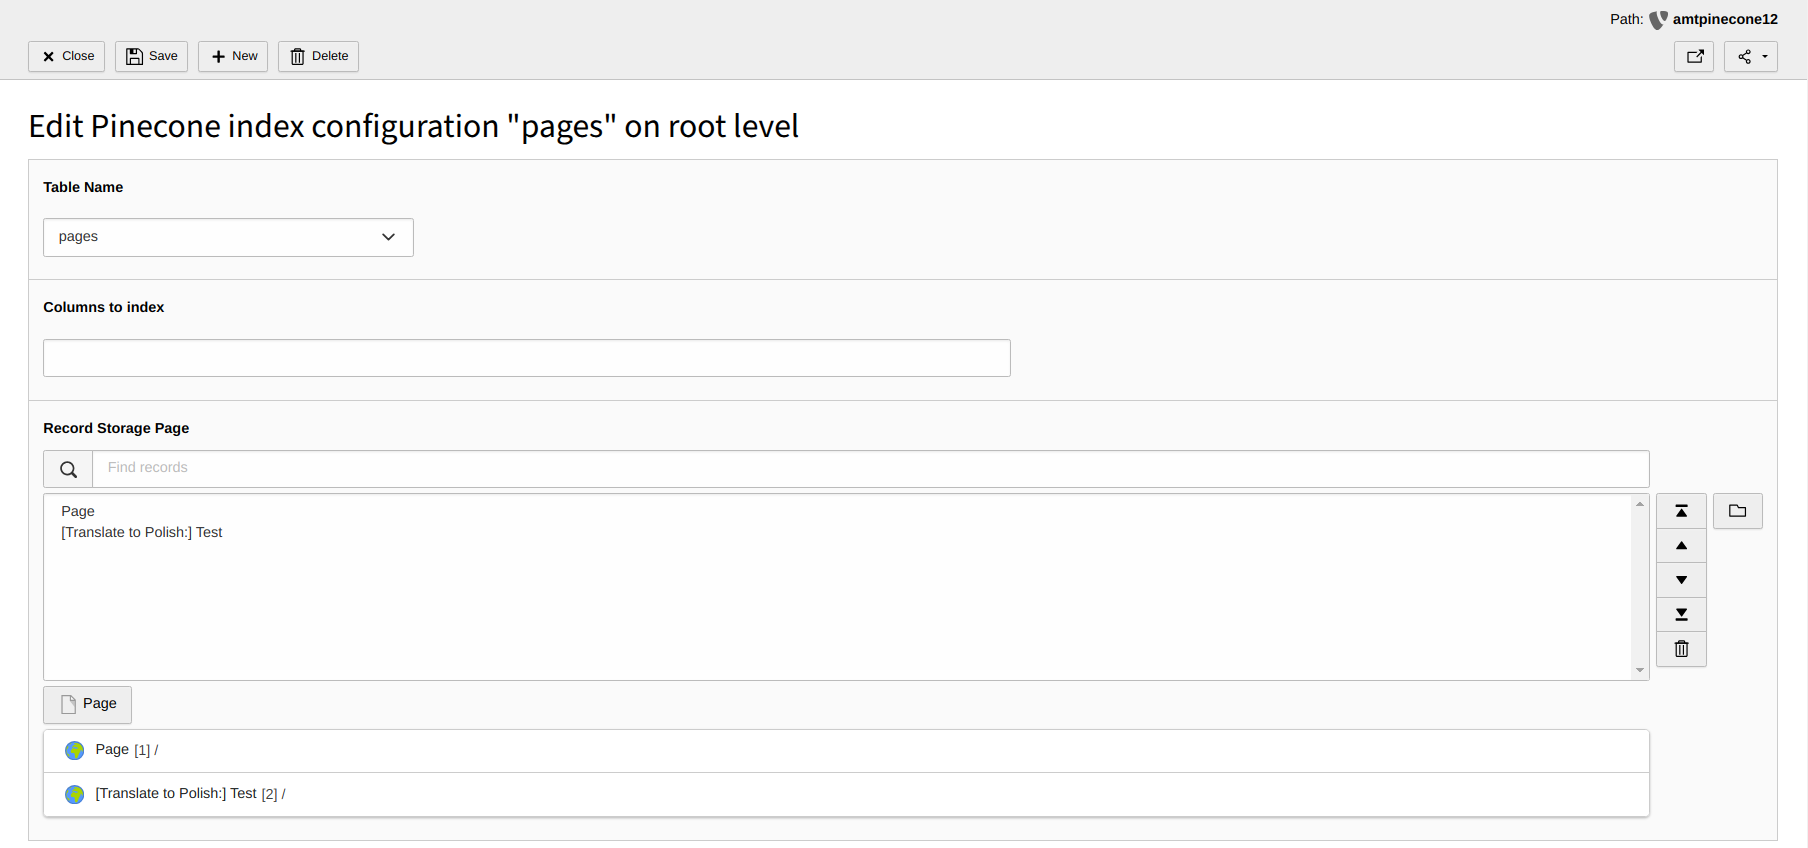 Path: amtpinecone12
Close Save New Delete
Edit Pinecone index configuration "pages" on root level
Table Name
pages
Columns to index
Record Storage Page
Find records
Page
[Translate to Polish:] Test
Page
Page [1] /
[Translate to Polish:] Test [2] /